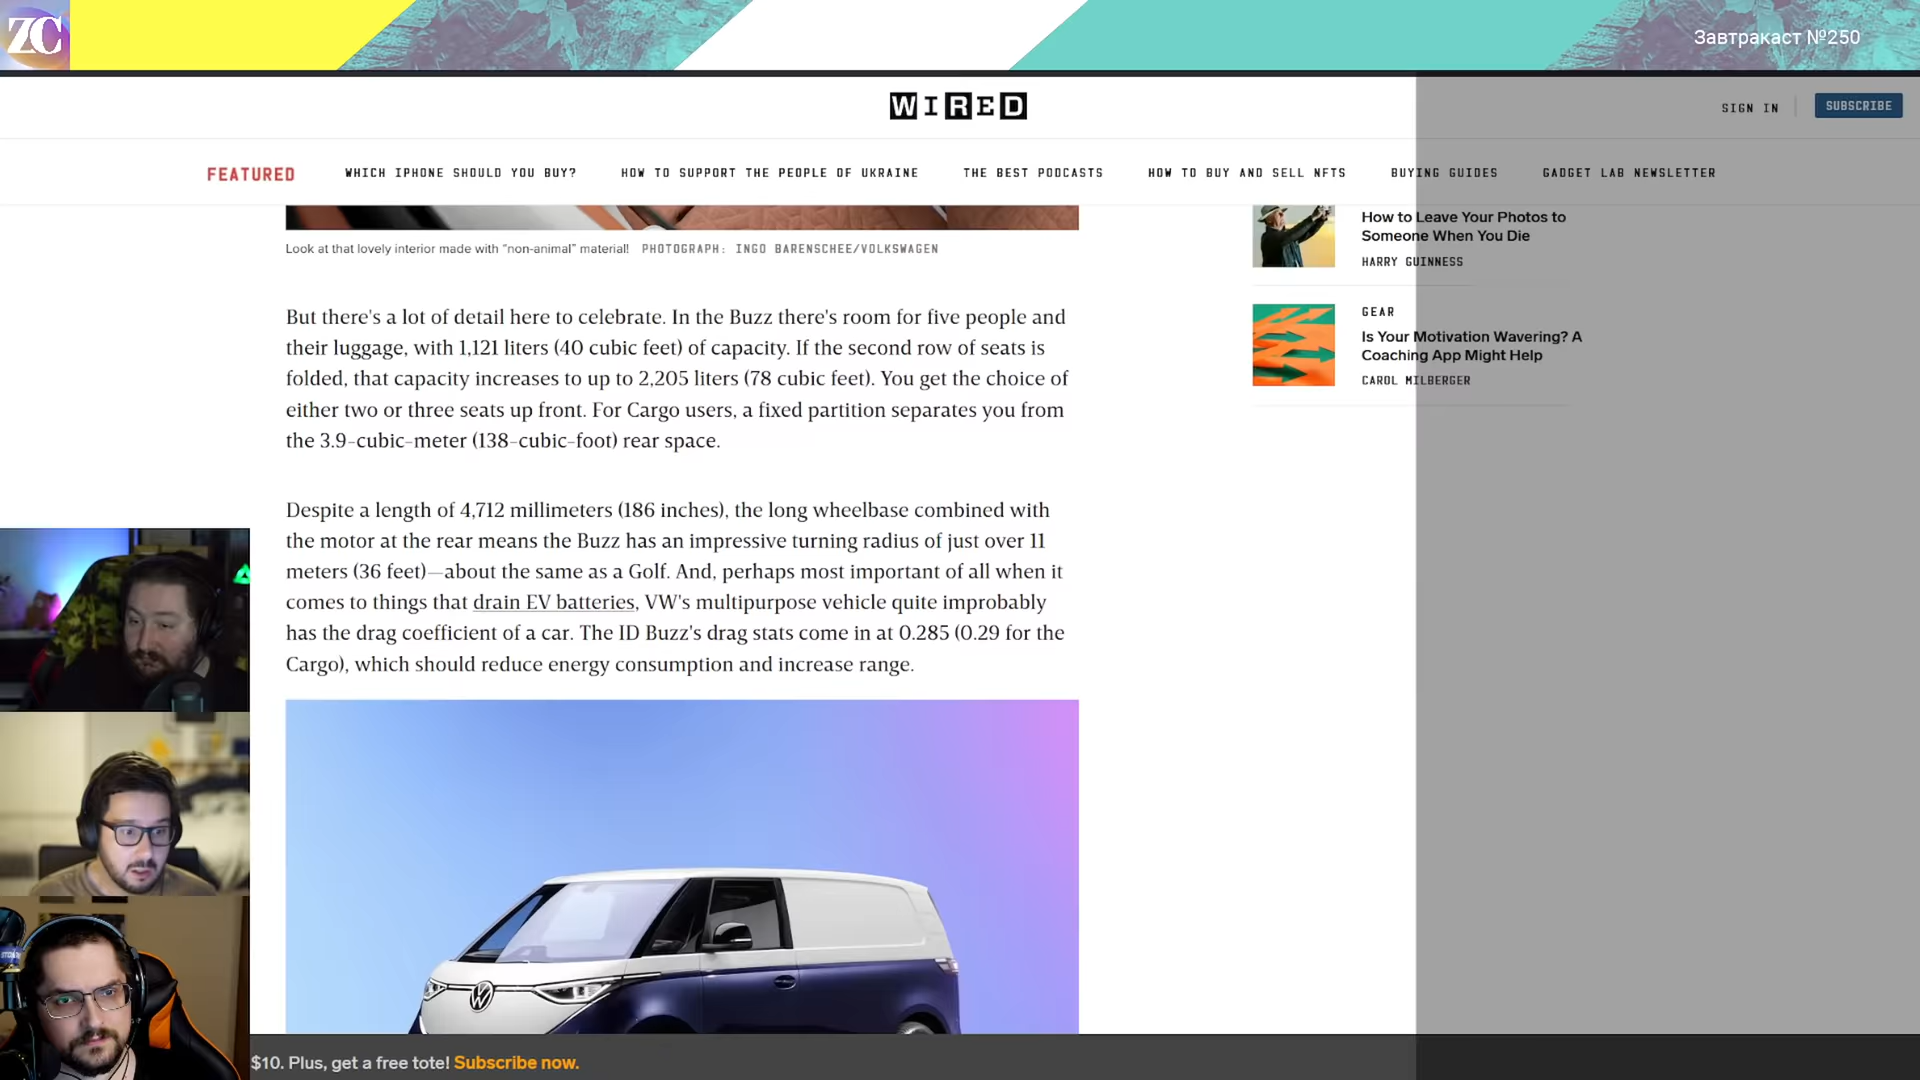 ZC
Завтракаст №250
WIRED
SIGN IN
SUBSCRIBE
FEATURED
WHICH IPHONE SHOULD YOU BUY?
HOW TO SUPPORT THE PEOPLE OF UKRAINE
THE BEST PODCASTS
HOW TO BUY AND SELL NFTS
BUYING GUIDES
GADGET LAB NEWSLETTER
Look at that lovely interior made with “non-animal” material! PHOTOGRAPH: INGO BARENSCHEE/VOLKSWAGEN
But there's a lot of detail here to celebrate. In the Buzz there's room for five people and
their luggage, with 1,121 liters (40 cubic feet) of capacity. If the second row of seats is
folded, that capacity increases to up to 2,205 liters (78 cubic feet). You get the choice of
either two or three seats up front. For Cargo users, a fixed partition separates you from
the 3.9-cubic-meter (138-cubic-foot) rear space.
Despite a length of 4,712 millimeters (186 inches), the long wheelbase combined with
the motor at the rear means the Buzz has an impressive turning radius of just over 11
meters (36 feet)—about the same as a Golf. And, perhaps most important of all when it
comes to things that drain EV batteries, VW's multipurpose vehicle quite improbably
has the drag coefficient of a car. The ID Buzz's drag stats come in at 0.285 (0.29 for the
Cargo), which should reduce energy consumption and increase range.
How to Leave Your Photos to
Someone When You Die
HARRY GUINNESS
GEAR
Is Your Motivation Wavering? A
Coaching App Might Help
CAROL MILBERGER
$10. Plus, get a free tote! Subscribe now.